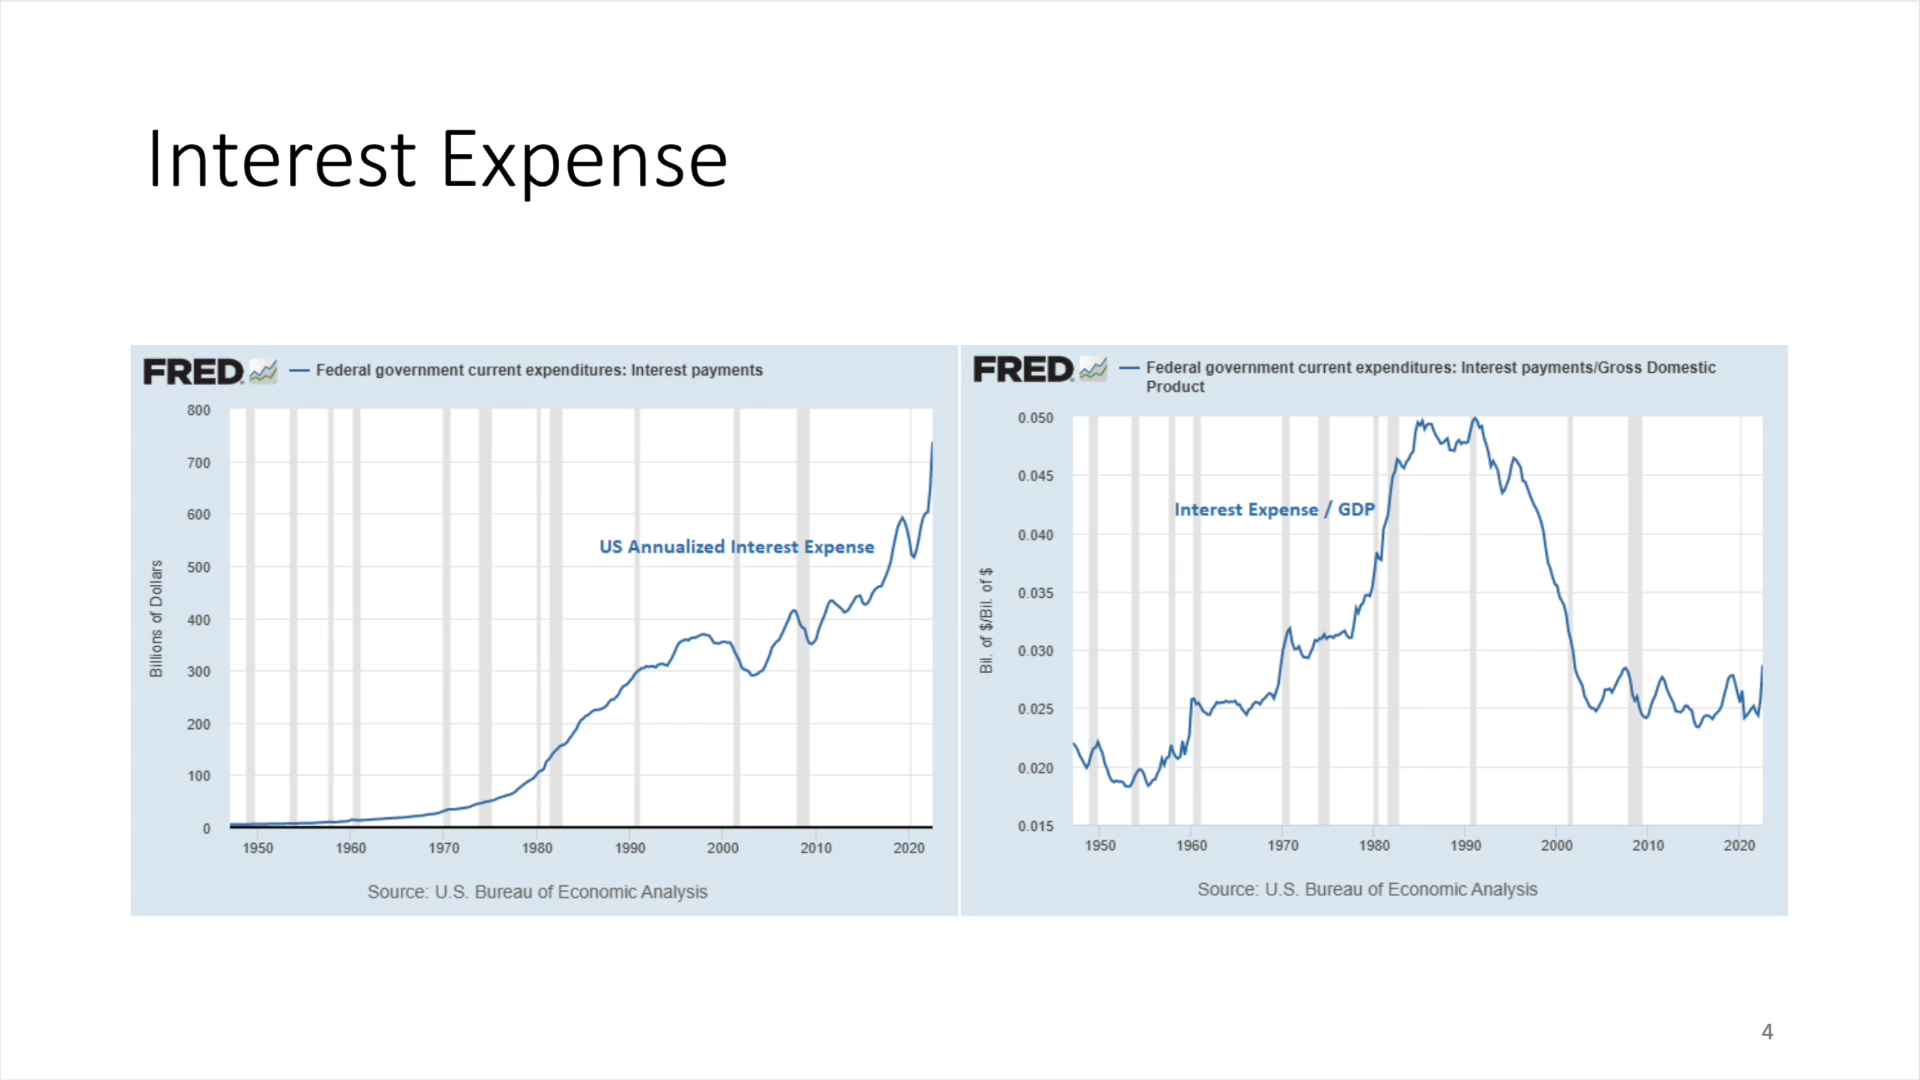 Interest Expense
FRED
Federal government current expenditures: Interest payments
800
700
600
500
400
300
200
100
0
Billions of Dollars
US Annualized Interest Expense
1950 1960 1970 1980 1990 2000 2010 2020
Source: U.S. Bureau of Economic Analysis
FRED
Federal government current expenditures: Interest payments/Gross Domestic
Product
0.050
0.045
0.040
0.035
0.030
0.025
0.020
0.015
Bil. of $/Bil. of $
Interest Expense / GDP
1950 1960 1970 1980 1990 2000 2010 2020
Source: U.S. Bureau of Economic Analysis
4